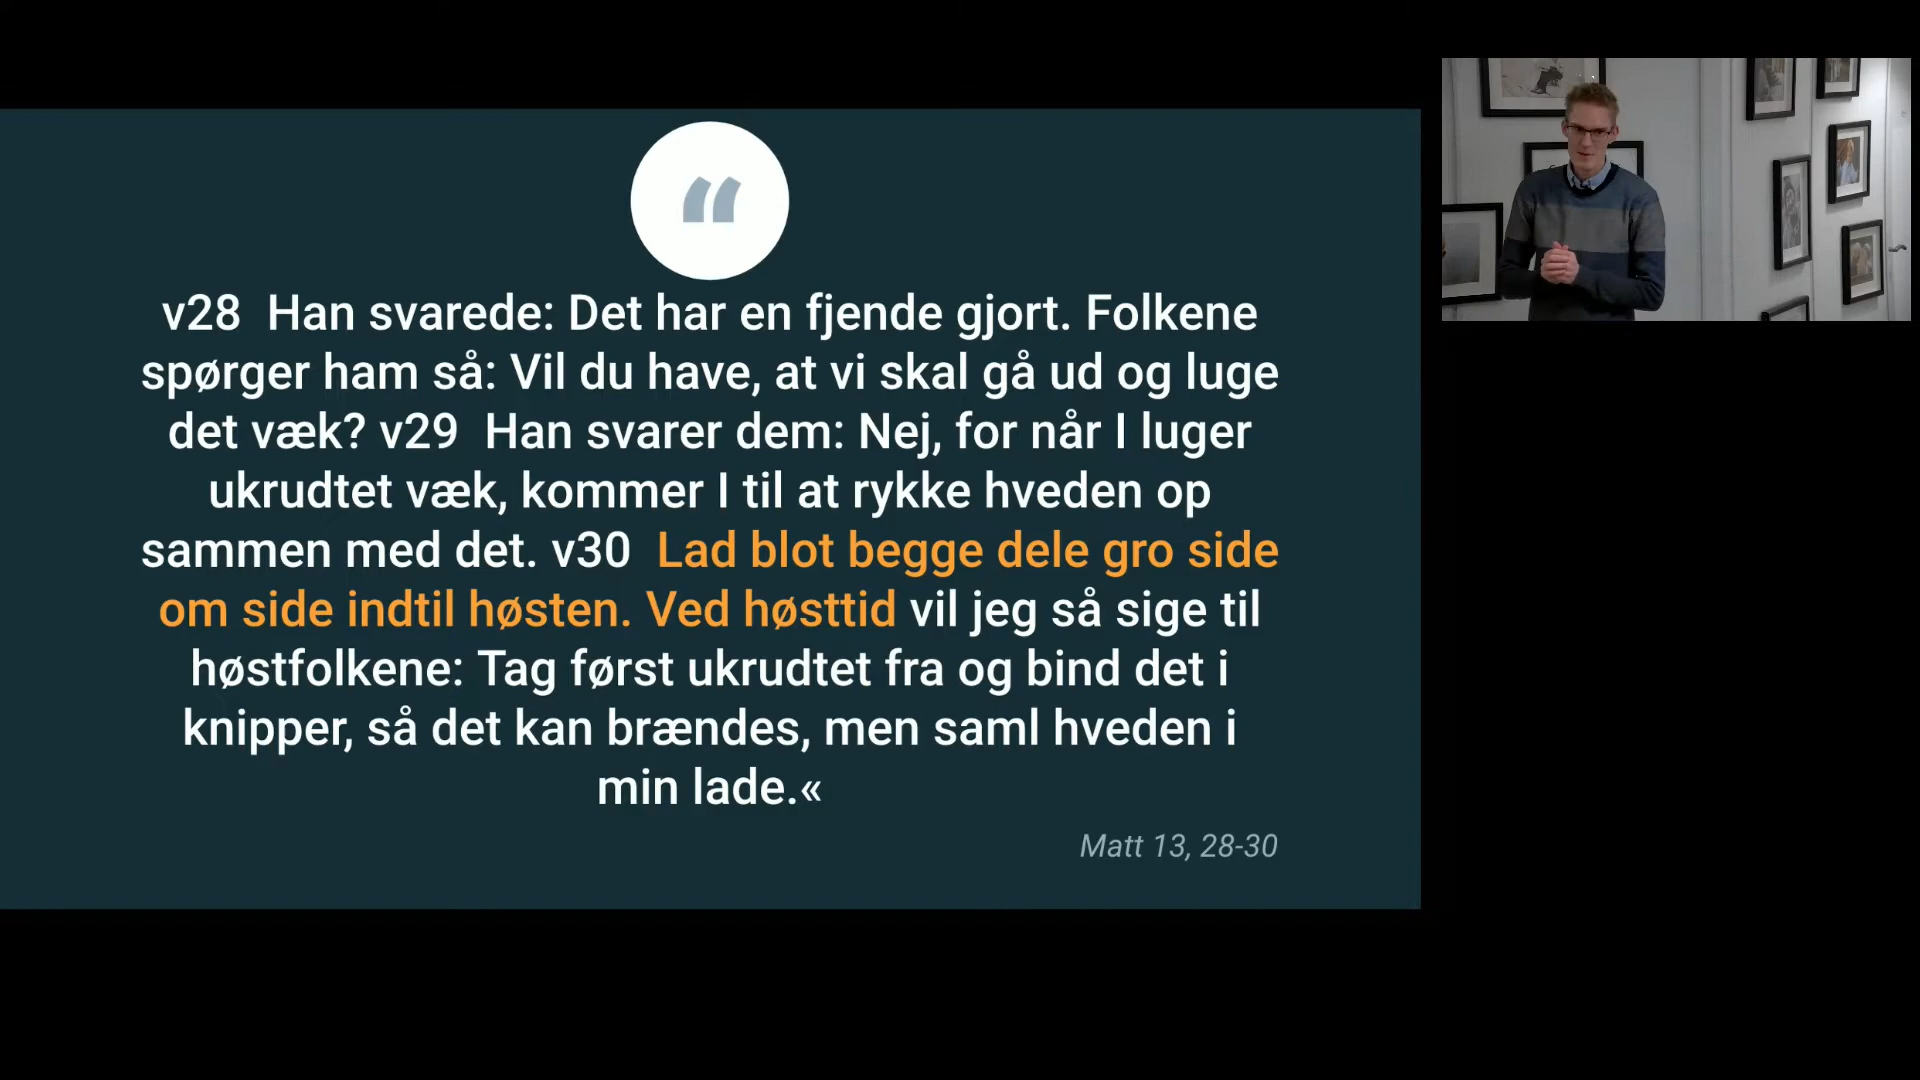 “
v28 Han svarede: Det har en fjende gjort. Folkene
spørger ham så: Vil du have, at vi skal gå ud og luge
det væk? v29 Han svarer dem: Nej, for når I luger
ukrudtet væk, kommer I til at rykke hveden op
sammen med det. v30 Lad blot begge dele gro side
om side indtil høsten. Ved høsttid vil jeg så sige til
høstfolkene: Tag først ukrudtet fra og bind det i
knipper, så det kan brændes, men saml hveden i
min lade.«
Matt 13, 28-30